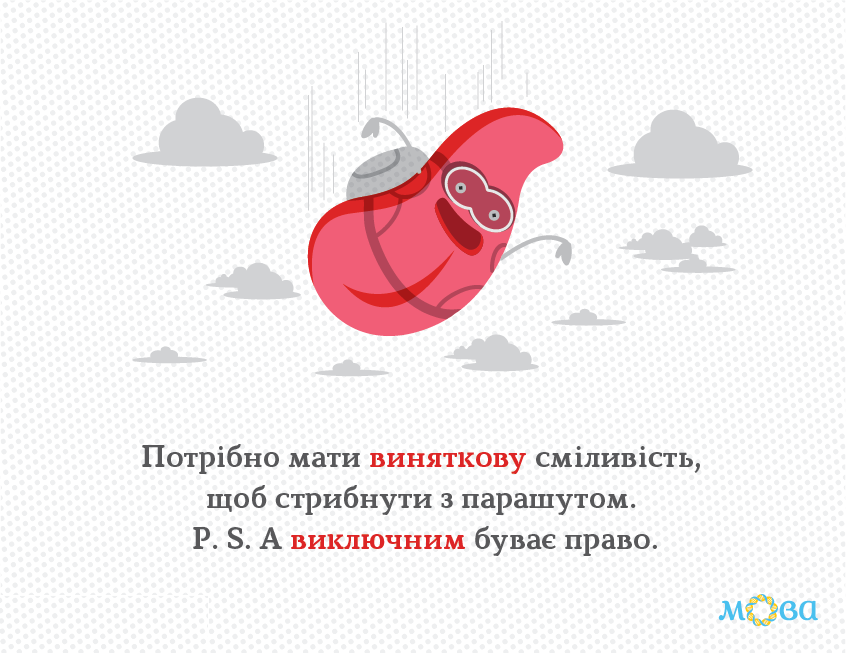 Потрібно мати виняткову сміливість,
щоб стрибнути з парашутом.
P. S. А виключним буває право.
мова